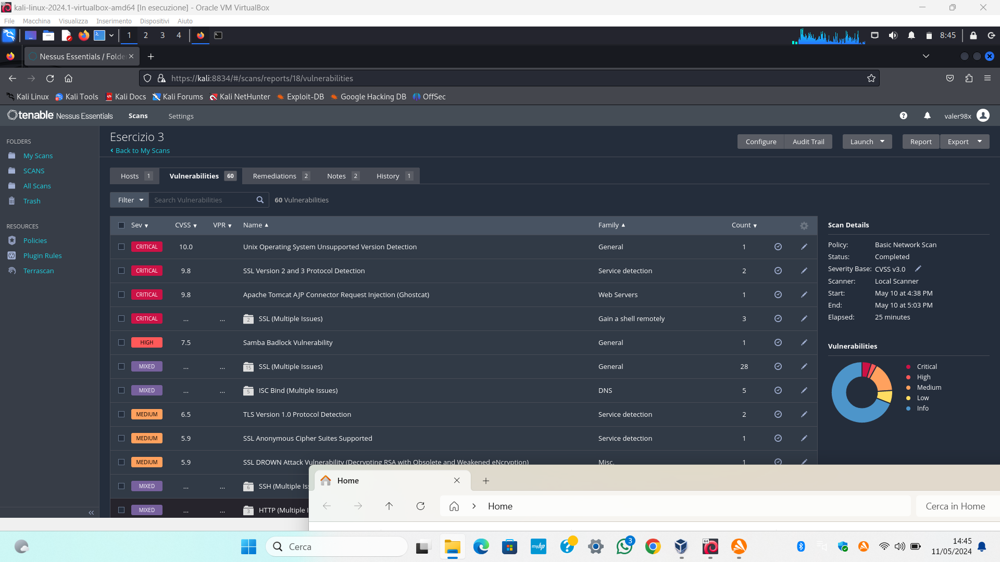 kali-linux-2024.1-virtualbox-amd64 [In esecuzione] - Oracle VM VirtualBox
File Macchina Visualizza Inserimento Dispositivi Aiuto
1 2 3 4 8:45
Nessus Essentials / Folde
https://kali:8834/#/scans/reports/18/vulnerabilities
Kali Linux Kali Tools Kali Docs Kali Forums Kali NetHunter Exploit-DB Google Hacking DB OffSec
tenable Nessus Essentials Scans Settings valer98x
FOLDERS
My Scans
SCANS
All Scans
Trash
RESOURCES
Policies
Plugin Rules
Terrascan
Esercizio 3
Back to My Scans
Configure Audit Trail Launch Report Export
Hosts 1 Vulnerabilities 60 Remediations 2 Notes 2 History 1
Filter Search Vulnerabilities 60 Vulnerabilities
Sev CVSS VPR Name Family Count
CRITICAL 10.0 Unix Operating System Unsupported Version Detection General 1
CRITICAL 9.8 SSL Version 2 and 3 Protocol Detection Service detection 2
CRITICAL 9.8 Apache Tomcat AJP Connector Request Injection (Ghostcat) Web Servers 1
CRITICAL ... ... 2 SSL (Multiple Issues) Gain a shell remotely 3
HIGH 7.5 Samba Badlock Vulnerability General 1
MIXED ... ... 15 SSL (Multiple Issues) General 28
MIXED ... ... 5 ISC Bind (Multiple Issues) DNS 5
MEDIUM 6.5 TLS Version 1.0 Protocol Detection Service detection 2
MEDIUM 5.9 SSL Anonymous Cipher Suites Supported Service detection 1
MEDIUM 5.9 SSL DROWN Attack Vulnerability (Decrypting RSA with Obsolete and Weakened eNcryption) Misc. 1
MIXED ... ... 6 SSH (Multiple Is
MIXED ... ... 3 HTTP (Multiple I
Scan Details
Policy: Basic Network Scan
Status: Completed
Severity Base: CVSS v3.0
Scanner: Local Scanner
Start: May 10 at 4:38 PM
End: May 10 at 5:03 PM
Elapsed: 25 minutes
Vulnerabilities
Critical
High
Medium
Low
Info
Home
Home Cerca in Home
Cerca
myhp
3
64
14:45
11/05/2024